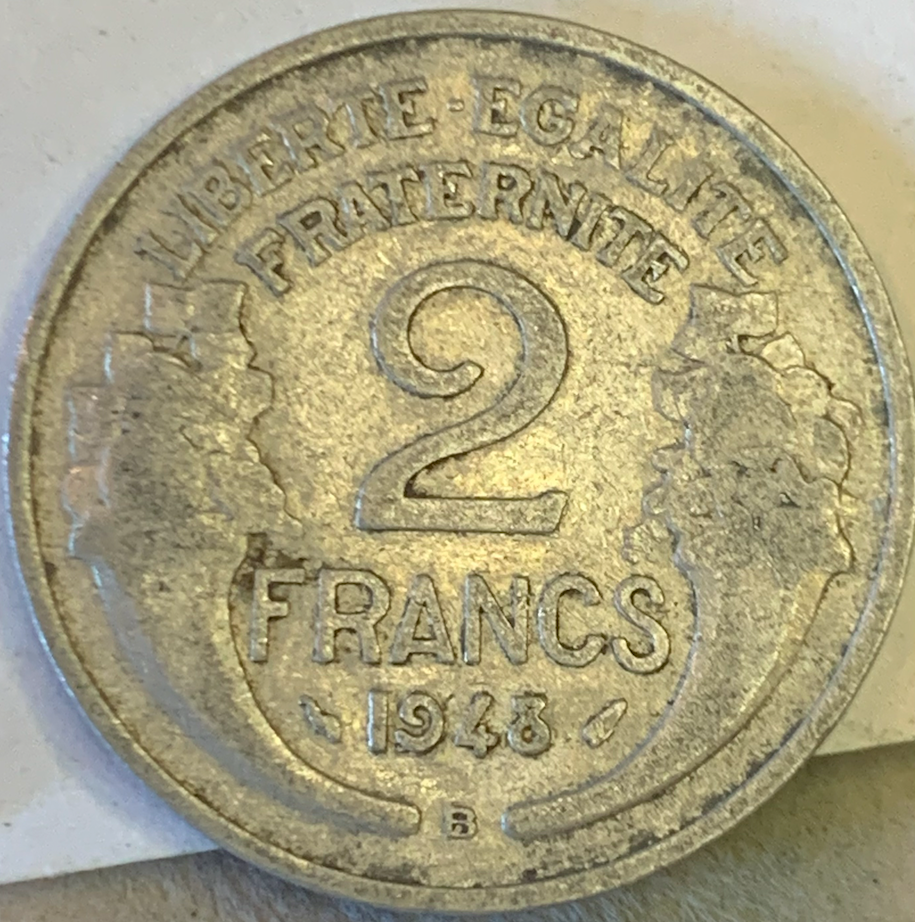 LIBERTE-EGALITE
FRATERNITE
2
FRANCS
1948
B